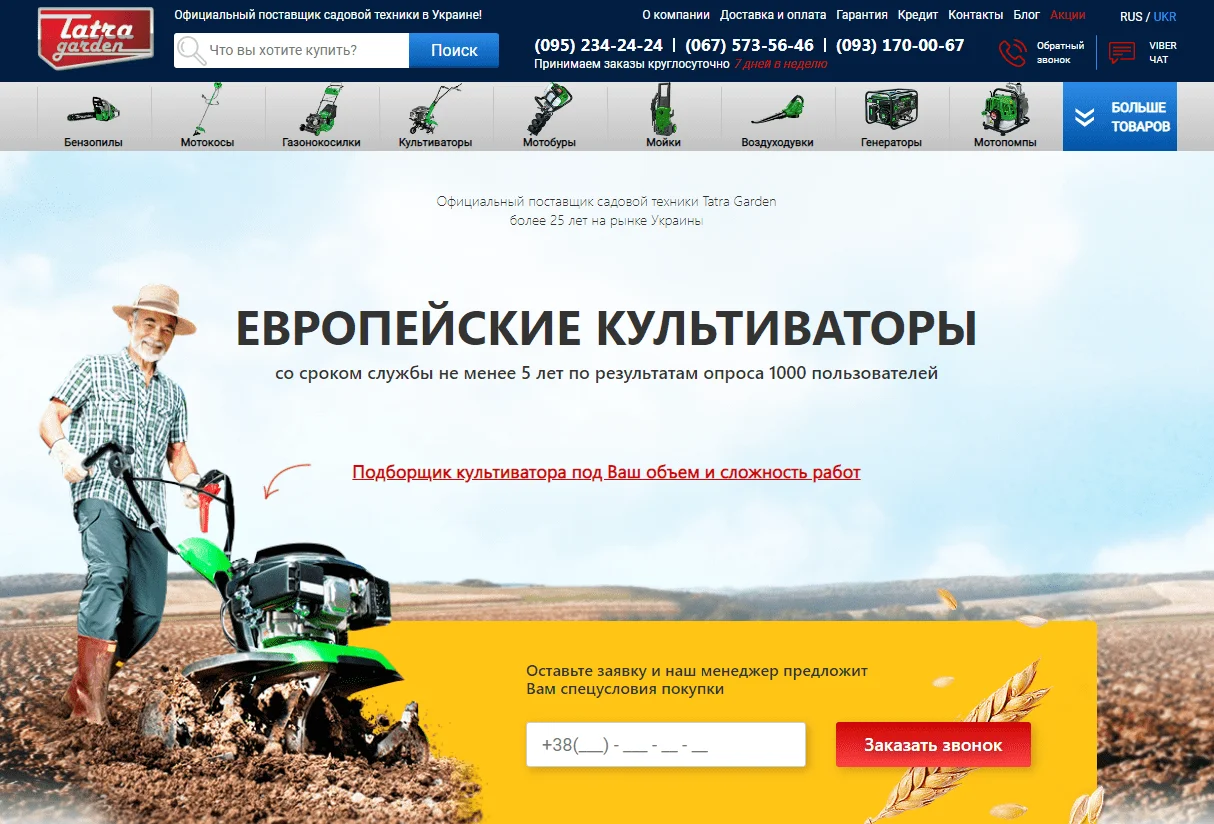 Tatra
garden
Официальный поставщик садовой техники в Украине!
О компании Доставка и оплата Гарантия Кредит Контакты Блог Акции
RUS / UKR
Что вы хотите купить?
Поиск
(095) 234-24-24 | (067) 573-56-46 | (093) 170-00-67
Принимаем заказы круглосуточно 7 дней в неделю
Обратный
звонок
VIBER
ЧАТ
Бензопилы
Мотокосы
Газонокосилки
Культиваторы
Мотобуры
Мойки
Воздуходувки
Генераторы
Мотопомпы
БОЛЬШЕ
ТОВАРОВ
Официальный поставщик садовой техники Tatra Garden
более 25 лет на рынке Украины
ЕВРОПЕЙСКИЕ КУЛЬТИВАТОРЫ
со сроком службы не менее 5 лет по результатам опроса 1000 пользователей
Подборщик культиватора под Ваш объем и сложность работ
Оставьте заявку и наш менеджер предложит
Вам спецусловия покупки
+38(___) - ___ - __ - __
Заказать звонок